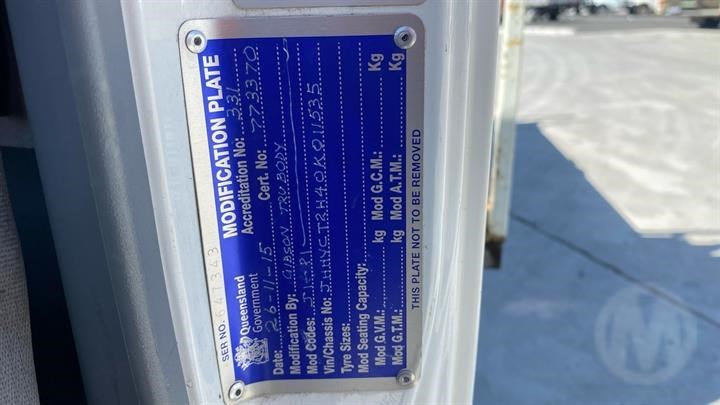 SER NO: 647343
MODIFICATION PLATE
Queensland Government
Accreditation No: 331
Date: 26-11-15 Cert. No: 773370
Modification By: GIBSON TRUBODY
Mod Codes: J1-P1
Vin/Chassis No: JHHYCT2H40K011535
Tyre Sizes:
Mod Seating Capacity:
Mod G.V.M.: kg Mod G.C.M.: Kg
Mod G.T.M.: kg Mod A.T.M.: Kg
THIS PLATE NOT TO BE REMOVED
M